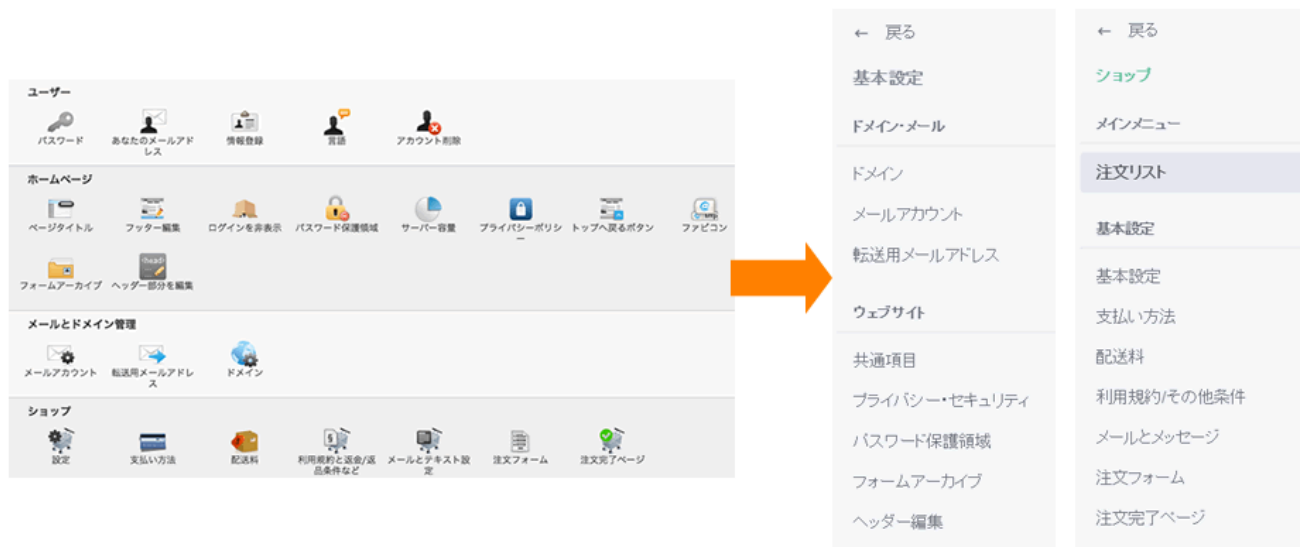 ユーザー
パスワード
あなたのメールアド
レス
情報登録
言語
アカウント削除
ホームページ
ページタイトル
フッター編集
ログインを非表示
パスワード保護領域
サーバー容量
プライバシーポリシ
ー
トップへ戻るボタン
ファビコン
フォームアーカイブ
<head>
ヘッダー部分を編集
メールとドメイン管理
メールアカウント
転送用メールアドレ
ス
ドメイン
ショップ
設定
支払い方法
配送料
利用規約と返金/返
品条件など
メールとテキスト設
定
注文フォーム
注文完了ページ
← 戻る
基本設定
ドメイン・メール
ドメイン
メールアカウント
転送用メールアドレス
ウェブサイト
共通項目
プライバシー・セキュリティ
パスワード保護領域
フォームアーカイブ
ヘッダー編集
← 戻る
ショップ
メインメニュー
注文リスト
基本設定
基本設定
支払い方法
配送料
利用規約/その他条件
メールとメッセージ
注文フォーム
注文完了ページ